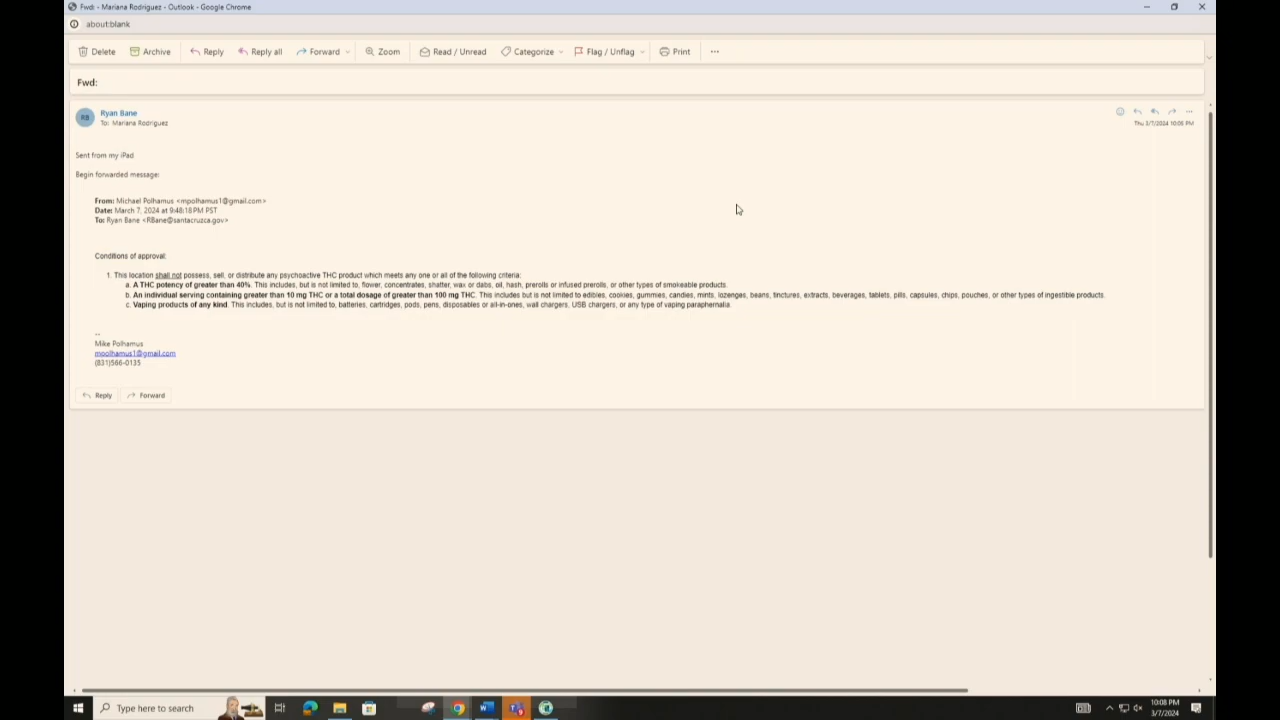 Fwd: - Mariana Rodriguez - Outlook - Google Chrome
about:blank
Delete Archive Reply Reply all Forward Zoom Read / Unread Categorize Flag / Unflag Print ...
Fwd:
RB
Ryan Bane
To: Mariana Rodriguez
Thu 3/7/2024 10:06 PM
Sent from my iPad
Begin forwarded message:
From: Michael Polhamus <mpolhamus1@gmail.com>
Date: March 7, 2024 at 9:48:18 PM PST
To: Ryan Bane <RBane@santacruzca.gov>
Conditions of approval:
1. This location shall not possess, sell, or distribute any psychoactive THC product which meets any one or all of the following criteria:
a. A THC potency of greater than 40%. This includes, but is not limited to, flower, concentrates, shatter, wax or dabs, oil, hash, prerolls or infused prerolls, or other types of smokeable products.
b. An individual serving containing greater than 10 mg THC or a total dosage of greater than 100 mg THC. This includes but is not limited to edibles, cookies, gummies, candies, mints, lozenges, beans, tinctures, extracts, beverages, tablets, pills, capsules, chips, pouches, or other types of ingestible products.
c. Vaping products of any kind. This includes, but is not limited to, batteries, cartridges, pods, pens, disposables or all-in-ones, wall chargers, USB chargers, or any type of vaping paraphernalia.
--
Mike Polhamus
mpolhamus1@gmail.com
(831)566-0135
Reply Forward
Type here to search
10:08 PM
3/7/2024